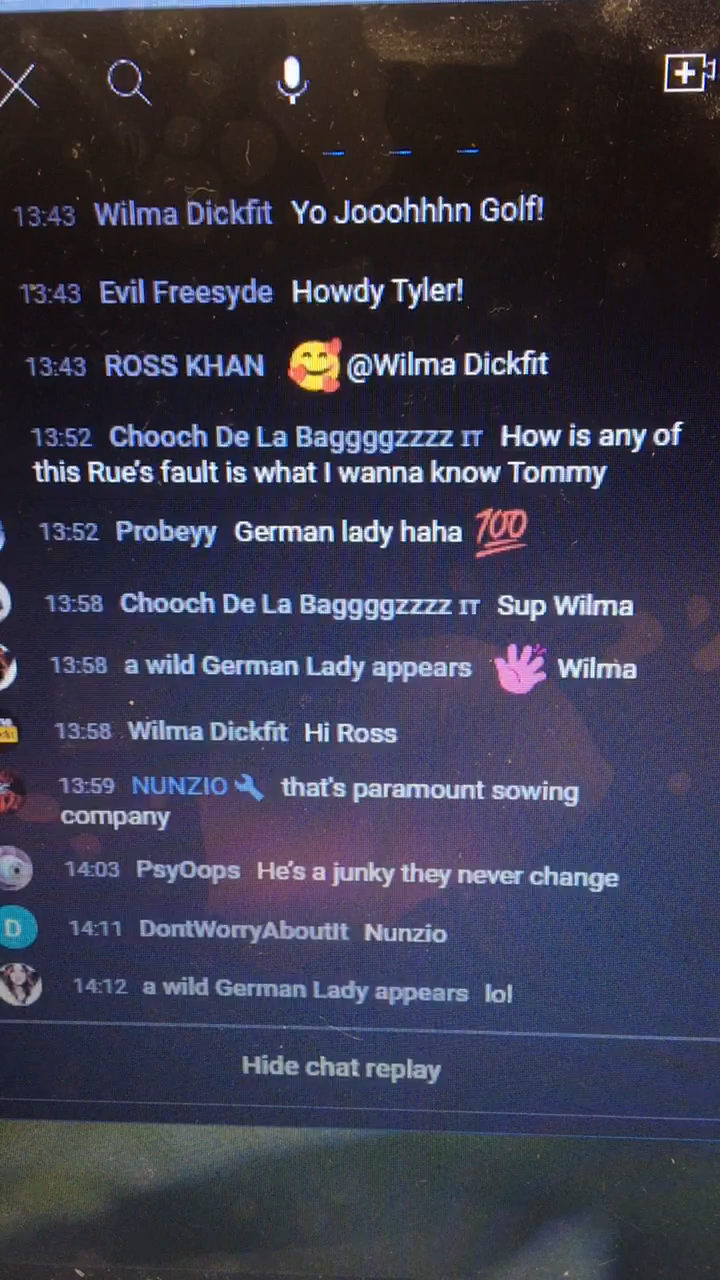 13:43 Wilma Dickfit Yo Jooohhhn Golf!
13:43 Evil Freesyde Howdy Tyler!
13:43 ROSS KHAN 🥰 @Wilma Dickfit
13:52 Chooch De La Baggggzzzz IT How is any of
this Rue's fault is what I wanna know Tommy
13:52 Probeyy German lady haha 💯
13:58 Chooch De La Baggggzzzz IT Sup Wilma
13:58 a wild German Lady appears 👋 Wilma
13:58 Wilma Dickfit Hi Ross
13:59 NUNZIO 🔧 that's paramount sowing
company
14:03 PsyOops He's a junky they never change
D 14:11 DontWorryAboutIt Nunzio
14:12 a wild German Lady appears lol
Hide chat replay